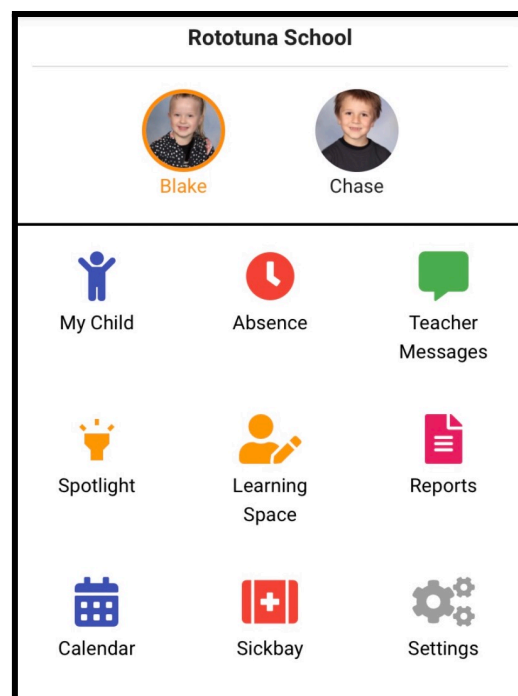 Rototuna School
Blake
Chase
My Child
Absence
Teacher
Messages
Spotlight
Learning
Space
Reports
Calendar
Sickbay
Settings